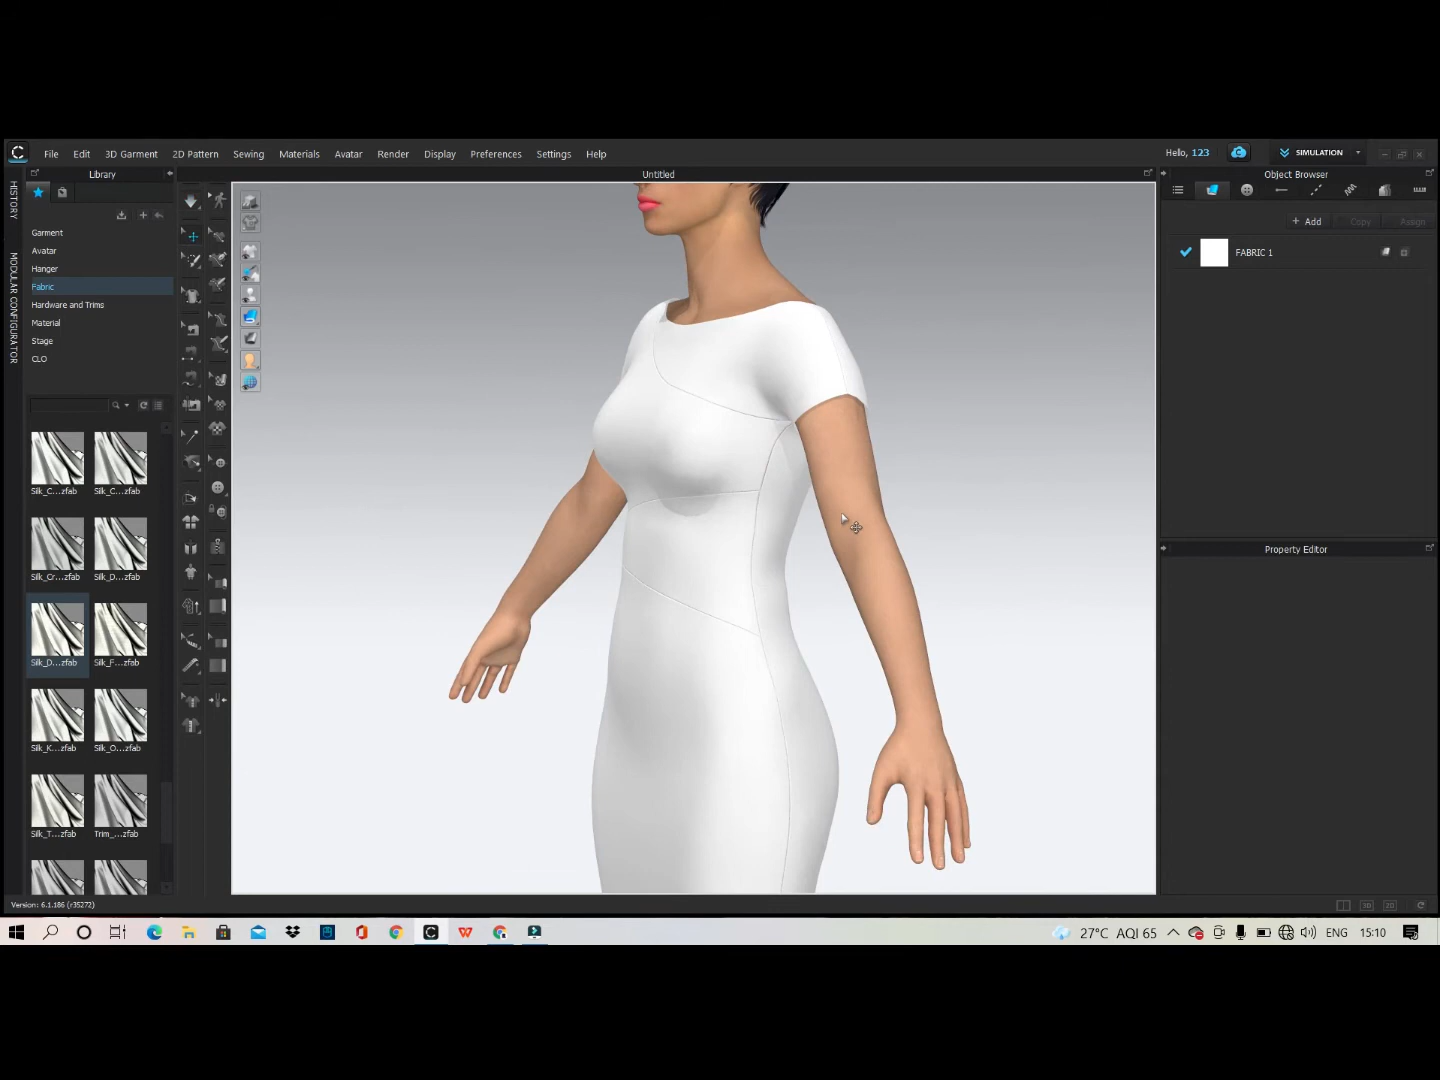 File Edit 3D Garment 2D Pattern Sewing Materials Avatar Render Display Preferences Settings Help
Hello, 123
SIMULATION
Library
Untitled
Object Browser
HISTORY
MODULAR CONFIGURATOR
Garment
Avatar
Hanger
Fabric
Hardware and Trims
Material
Stage
CLO
+ Add Copy Assign
FABRIC 1
Property Editor
Silk_C...zfab Silk_C...zfab
Silk_Cr...zfab Silk_D...zfab
Silk_D...zfab Silk_F...zfab
Silk_K...zfab Silk_O...zfab
Silk_T...zfab Trim_...zfab
Version: 6.1.186 (r35272)
3D 2D
27°C AQI 65 ENG 15:10